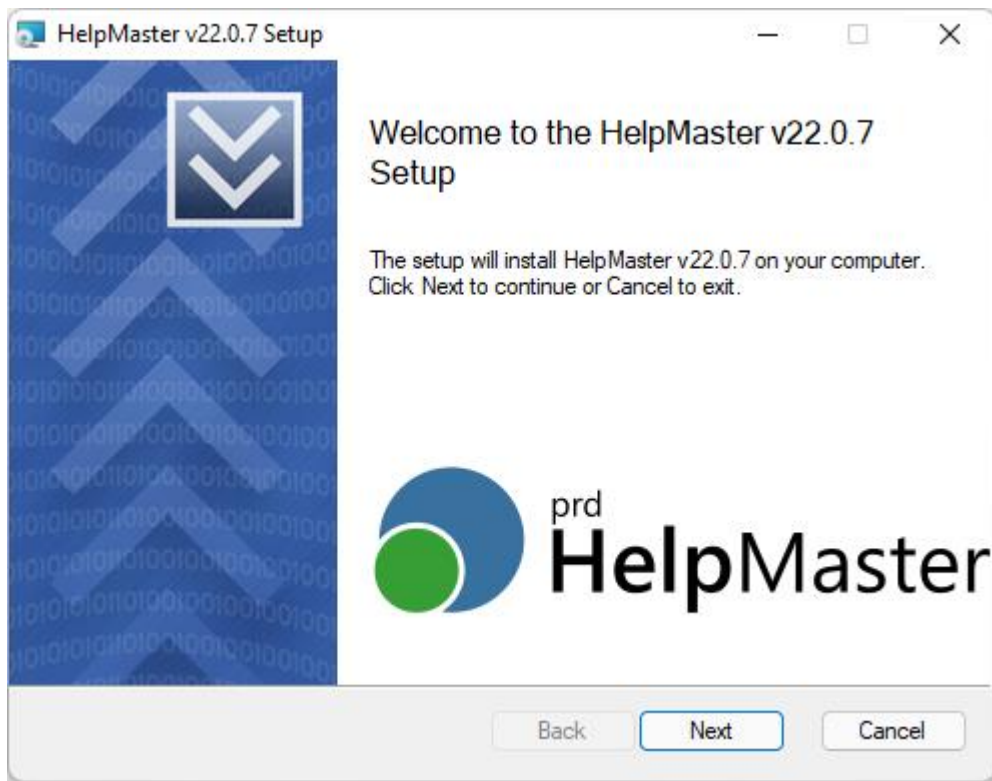 HelpMaster v22.0.7 Setup
Welcome to the HelpMaster v22.0.7
Setup
The setup will install HelpMaster v22.0.7 on your computer.
Click Next to continue or Cancel to exit.
prd
HelpMaster
Back Next Cancel